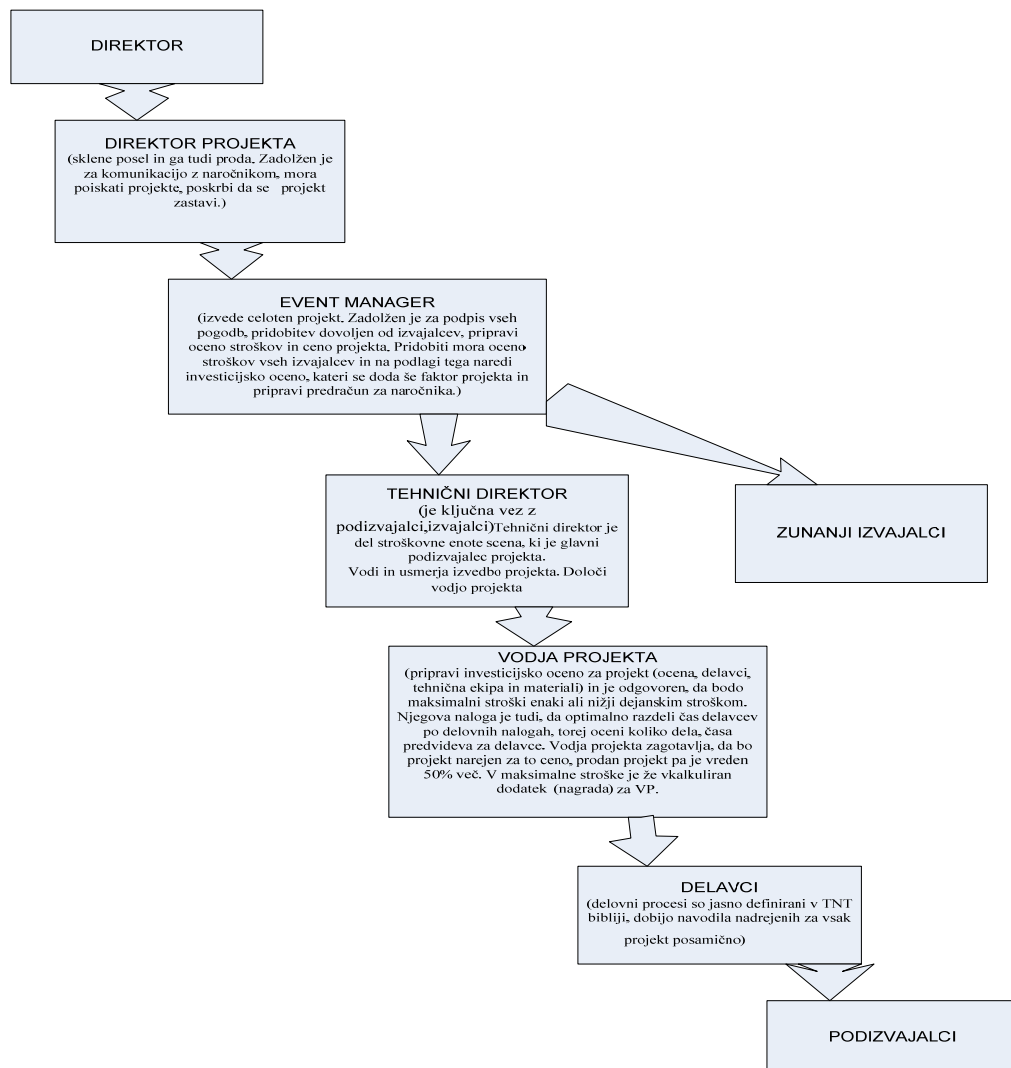 DIREKTOR
DIREKTOR PROJEKTA
(sklene posel in ga tudi proda. Zadolžen je
za komunikacijo z naročnikom, mora
poiskati projekte, poskrbi da se projekt
zastavi.)
EVENT MANAGER
(izvede celoten projekt. Zadolžen je za podpis vseh
pogodb, pridobitev dovoljen od izvajalcev, pripravi
oceno stroškov in ceno projekta. Pridobiti mora oceno
stroškov vseh izvajalcev in na podlagi tega naredi
investicijsko oceno, kateri se doda še faktor projekta in
pripravi predračun za naročnika.)
TEHNIČNI DIREKTOR
(je ključna vez z
podizvajalci,izvajalci)Tehnični direktor je
del stroškovne enote scena, ki je glavni
podizvajalec projekta.
Vodi in usmerja izvedbo projekta. Določi
vodjo projekta
ZUNANJI IZVAJALCI
VODJA PROJEKTA
(pripravi investicijsko oceno za projekt (ocena, delavci,
tehnična ekipa in materiali) in je odgovoren, da bodo
maksimalni stroški enaki ali nižji dejanskim stroškom.
Njegova naloga je tudi, da optimalno razdeli čas delavcev
po delovnih nalogah, torej oceni koliko dela, časa
predvideva za delavce. Vodja projekta zagotavlja, da bo
projekt narejen za to ceno, prodan projekt pa je vreden
50% več. V maksimalne stroške je že vkalkuliran
dodatek (nagrada) za VP.
DELAVCI
(delovni procesi so jasno definirani v TNT
bibliji, dobijo navodila nadrejenih za vsak
projekt posamično)
PODIZVAJALCI